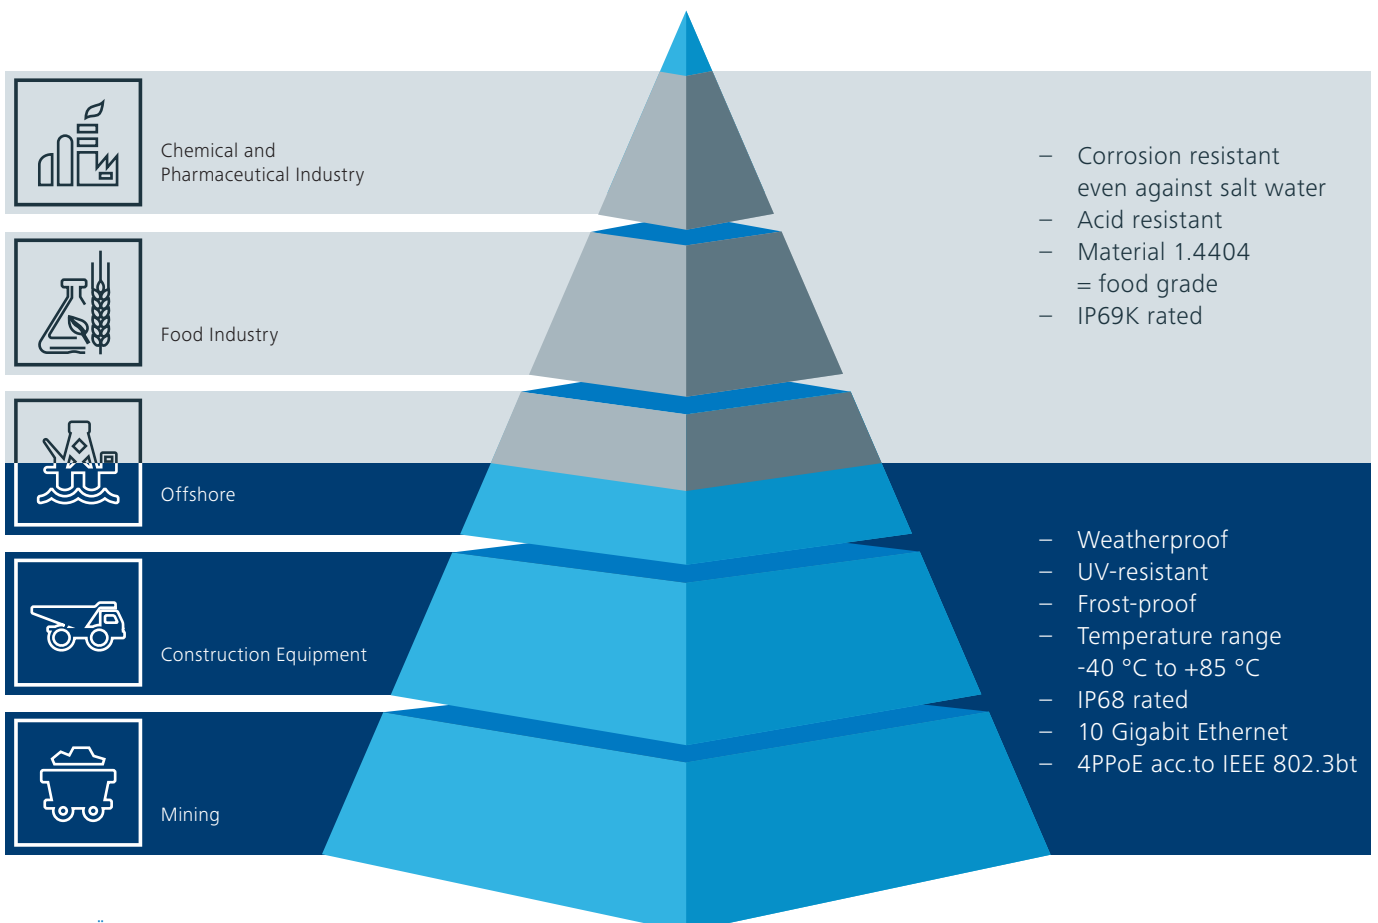 Chemical and
Pharmaceutical Industry
Food Industry
Offshore
Construction Equipment
Mining
– Corrosion resistant
even against salt water
– Acid resistant
– Material 1.4404
= food grade
– IP69K rated
– Weatherproof
– UV-resistant
– Frost-proof
– Temperature range
-40 °C to +85 °C
– IP68 rated
– 10 Gigabit Ethernet
– 4PPoE acc.to IEEE 802.3bt